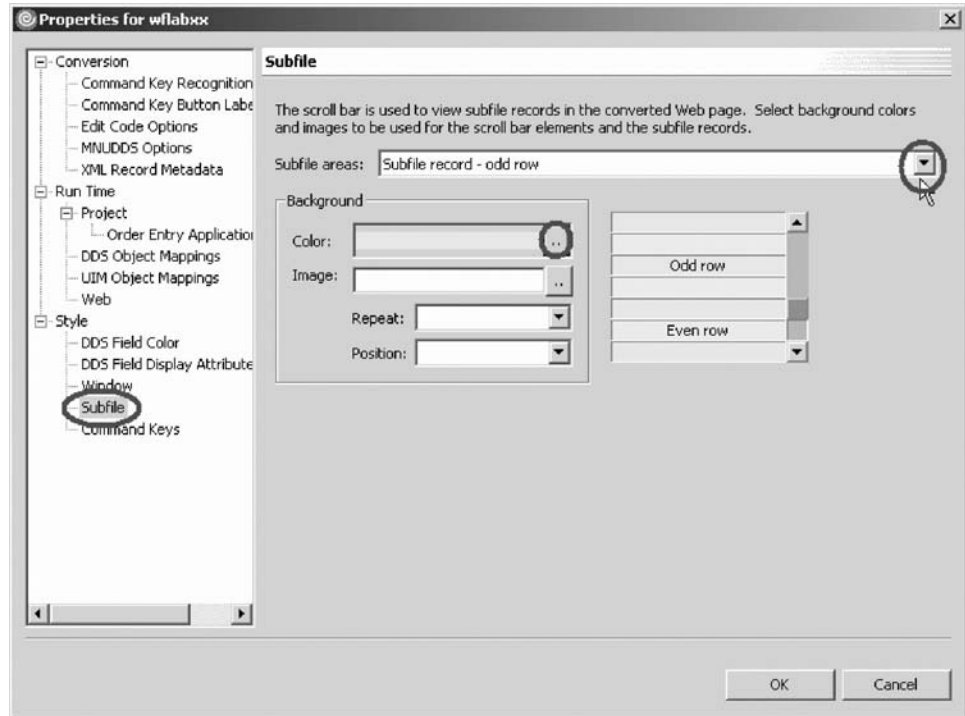 Properties for wflabxx
Conversion
Command Key Recognition
Command Key Button Labe
Edit Code Options
MNUDDS Options
XML Record Metadata
Run Time
Project
Order Entry Application
DDS Object Mappings
UIM Object Mappings
Web
Style
DDS Field Color
DDS Field Display Attribute
Window
Subfile
Command Keys
Subfile
The scroll bar is used to view subfile records in the converted Web page. Select background colors
and images to be used for the scroll bar elements and the subfile records.
Subfile areas: Subfile record - odd row
Background
Color: ..
Image: ..
Repeat:
Position:
Odd row
Even row
OK Cancel